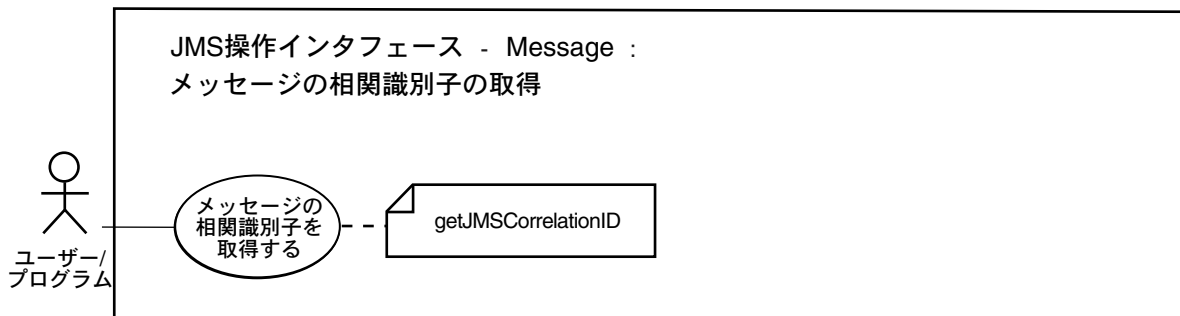 JMS操作インタフェース - Message :
メッセージの相関識別子の取得
メッセージの
相関識別子を
取得する
getJMSCorrelationID
ユーザー/
プログラム